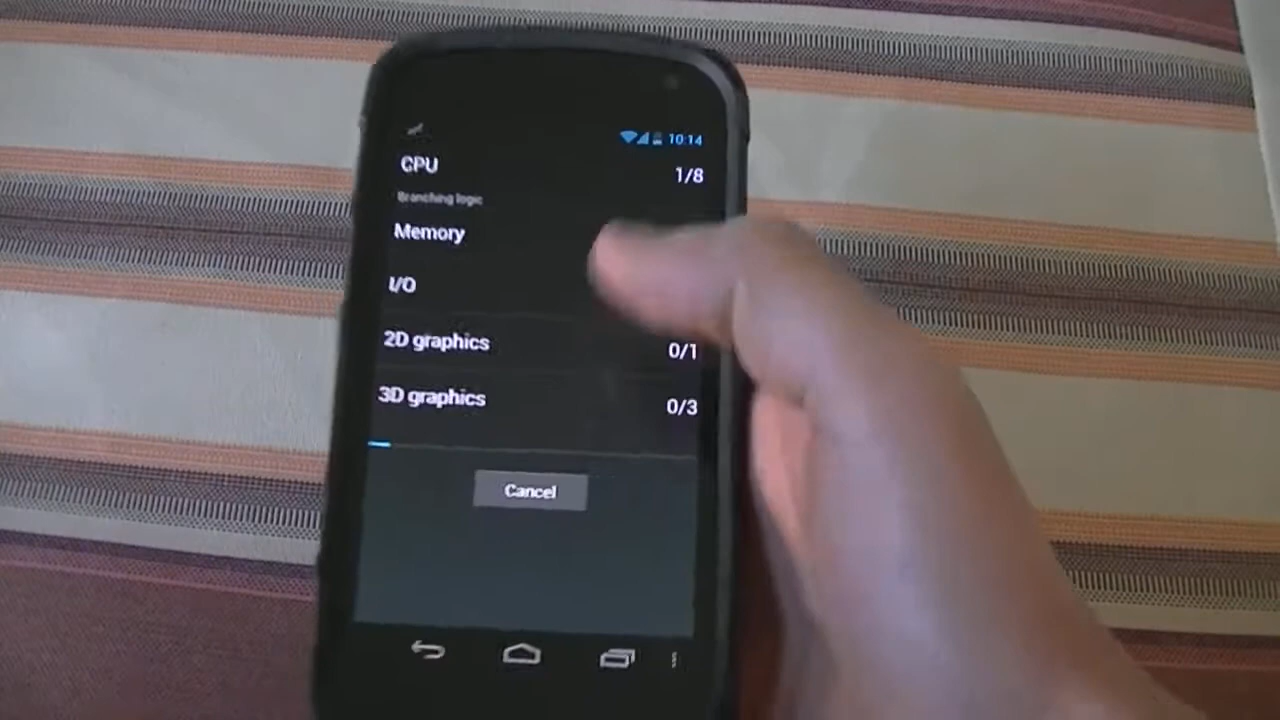 10:14
CPU 1/8
Branching logic
Memory
I/O
2D graphics 0/1
3D graphics 0/3
Cancel